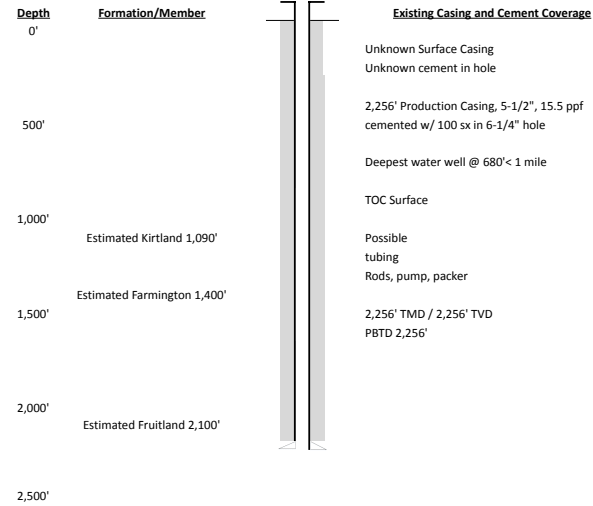 Depth Formation/Member Existing Casing and Cement Coverage
0'
Unknown Surface Casing
Unknown cement in hole
2,256' Production Casing, 5-1/2", 15.5 ppf
500' cemented w/ 100 sx in 6-1/4" hole
Deepest water well @ 680'< 1 mile
TOC Surface
1,000'
Estimated Kirtland 1,090' Possible
tubing
Rods, pump, packer
Estimated Farmington 1,400'
1,500' 2,256' TMD / 2,256' TVD
PBTD 2,256'
2,000'
Estimated Fruitland 2,100'
2,500'